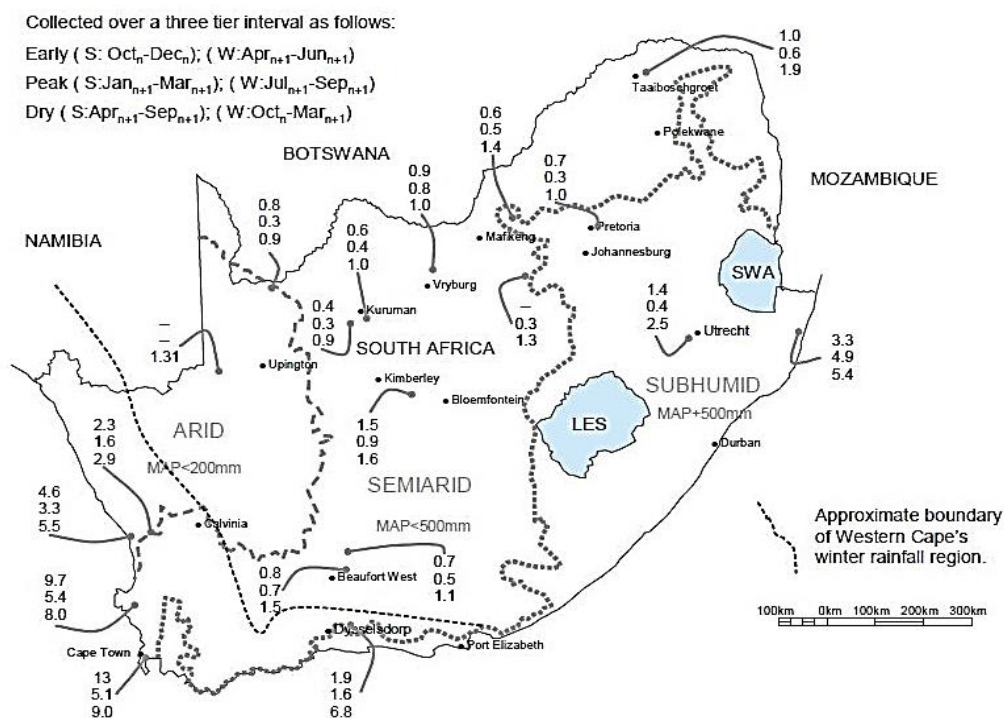 Collected over a three tier interval as follows:
Early ( S: Octn-Decn); ( W:Aprn+1-Junn+1)
Peak ( S:Jann+1-Marn+1); ( W:Juln+1-Sepn+1)
Dry ( S:Aprn+1-Sepn+1); ( W:Octn-Marn+1)
1.0
0.6
1.9
Taaiboschgroet
Polekwane
0.6
0.5
1.4
BOTSWANA
0.7
0.3
1.0
MOZAMBIQUE
0.9
0.8
1.0
0.8
0.3
0.9
NAMIBIA
0.6
0.4
1.0
Mafikeng
Pretoria
Johannesburg
SWA
Vryburg
0.4
0.3
0.9
Kuruman
–
0.3
1.3
1.4
0.4
2.5
Utrecht
–
–
1.31
SOUTH AFRICA
3.3
4.9
5.4
Upington
Kimberley
Bloemfontein
SUBHUMID
MAP+500mm
LES
Durban
1.5
0.9
1.6
ARID
MAP<200mm
2.3
1.6
2.9
SEMIARID
MAP<500mm
4.6
3.3
5.5
Calvinia
Approximate boundary
of Western Cape's
winter rainfall region.
0.7
0.5
1.1
0.8
0.7
1.5
Beaufort West
9.7
5.4
8.0
100km 0km 100km 200km 300km
Dysselsdorp
Port Elizabeth
Cape Town
13
5.1
9.0
1.9
1.6
6.8